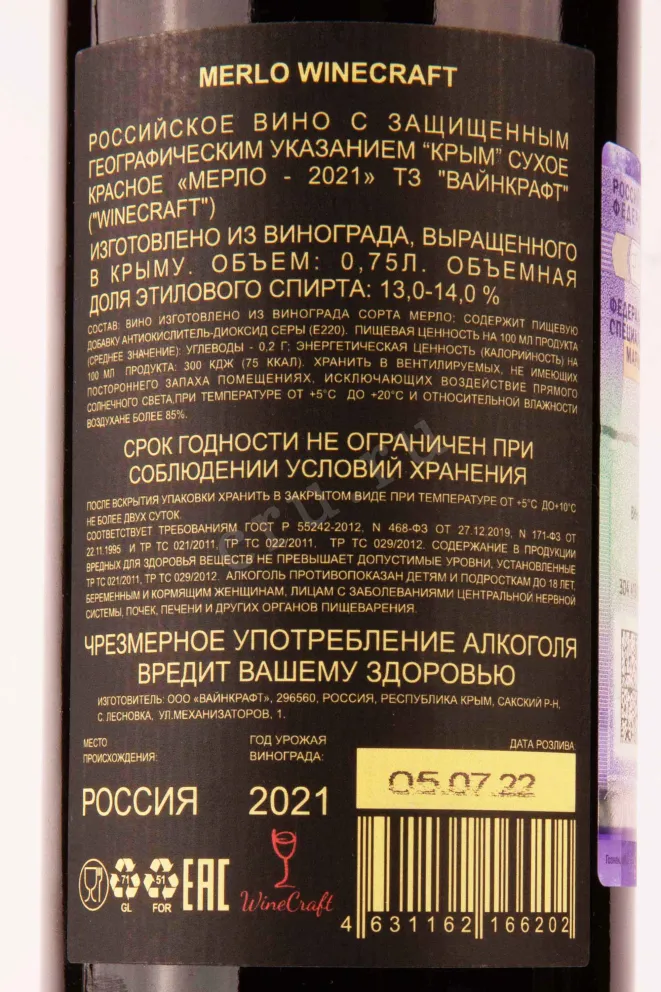 MERLO WINECRAFT
РОССИЙСКОЕ ВИНО С ЗАЩИЩЕННЫМ
ГЕОГРАФИЧЕСКИМ УКАЗАНИЕМ “КРЫМ” СУХОЕ
КРАСНОЕ «МЕРЛО - 2021» ТЗ "ВАЙНКРАФТ"
("WINECRAFT")
ИЗГОТОВЛЕНО ИЗ ВИНОГРАДА, ВЫРАЩЕННОГО
В КРЫМУ. ОБЪЕМ: 0,75Л. ОБЪЕМНАЯ
ДОЛЯ ЭТИЛОВОГО СПИРТА: 13,0-14,0 %
СОСТАВ: ВИНО ИЗГОТОВЛЕНО ИЗ ВИНОГРАДА СОРТА МЕРЛО; СОДЕРЖИТ ПИЩЕВУЮ
ДОБАВКУ АНТИОКИСЛИТЕЛЬ-ДИОКСИД СЕРЫ (Е220). ПИЩЕВАЯ ЦЕННОСТЬ НА 100 МЛ ПРОДУКТА
(СРЕДНЕЕ ЗНАЧЕНИЕ): УГЛЕВОДЫ - 0.2 Г; ЭНЕРГЕТИЧЕСКАЯ ЦЕННОСТЬ (КАЛОРИЙНОСТЬ) НА
100 МЛ ПРОДУКТА: 300 КДЖ (75 ККАЛ). ХРАНИТЬ В ВЕНТИЛИРУЕМЫХ, НЕ ИМЕЮЩИХ
ПОСТОРОННЕГО ЗАПАХА ПОМЕЩЕНИЯХ, ИСКЛЮЧАЮЩИХ ВОЗДЕЙСТВИЕ ПРЯМОГО
СОЛНЕЧНОГО СВЕТА,ПРИ ТЕМПЕРАТУРЕ ОТ +5°С ДО +20°С И ОТНОСИТЕЛЬНОЙ ВЛАЖНОСТИ
ВОЗДУХАНЕ БОЛЕЕ 85%.
СРОК ГОДНОСТИ НЕ ОГРАНИЧЕН ПРИ
СОБЛЮДЕНИИ УСЛОВИЙ ХРАНЕНИЯ
ПОСЛЕ ВСКРЫТИЯ УПАКОВКИ ХРАНИТЬ В ЗАКРЫТОМ ВИДЕ ПРИ ТЕМПЕРАТУРЕ ОТ +5°С ДО+10°С
НЕ БОЛЕЕ ДВУХ СУТОК.
СООТВЕТСТВУЕТ ТРЕБОВАНИЯМ ГОСТ Р 55242-2012, N 468-ФЗ ОТ 27.12.2019, N 171-ФЗ ОТ
22.11.1995 И ТР ТС 021/2011, ТР ТС 022/2011, ТР ТС 029/2012. СОДЕРЖАНИЕ В ПРОДУКЦИИ
ВРЕДНЫХ ДЛЯ ЗДОРОВЬЯ ВЕЩЕСТВ НЕ ПРЕВЫШАЕТ ДОПУСТИМЫЕ УРОВНИ, УСТАНОВЛЕННЫЕ
ТР ТС 021/2011, ТР ТС 029/2012. АЛКОГОЛЬ ПРОТИВОПОКАЗАН ДЕТЯМ И ПОДРОСТКАМ ДО 18 ЛЕТ,
БЕРЕМЕННЫМ И КОРМЯЩИМ ЖЕНЩИНАМ, ЛИЦАМ С ЗАБОЛЕВАНИЯМИ ЦЕНТРАЛЬНОЙ НЕРВНОЙ
СИСТЕМЫ, ПОЧЕК, ПЕЧЕНИ И ДРУГИХ ОРГАНОВ ПИЩЕВАРЕНИЯ.
ЧРЕЗМЕРНОЕ УПОТРЕБЛЕНИЕ АЛКОГОЛЯ
ВРЕДИТ ВАШЕМУ ЗДОРОВЬЮ
ИЗГОТОВИТЕЛЬ: ООО «ВАЙНКРАФТ», 296560, РОССИЯ, РЕСПУБЛИКА КРЫМ, САКСКИЙ Р-Н,
С. ЛЕСНОВКА, УЛ.МЕХАНИЗАТОРОВ, 1.
МЕСТО
ПРОИСХОЖДЕНИЯ:
РОССИЯ
ГОД УРОЖАЯ
ВИНОГРАДА:
2021
ДАТА РОЗЛИВА:
05.07.22
71
GL
51
FOR
EAC
WineCraft
4 631162 166202
cru.ru